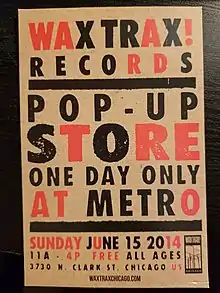 WAX TRAX!
RECORDS
POP-UP
STORE
ONE DAY ONLY
AT METRO
SUNDAY JUNE 15 2014
11A - 4P FREE ALL AGES
3730 N. CLARK ST. CHICAGO US
WAXTRAXCHICAGO.COM